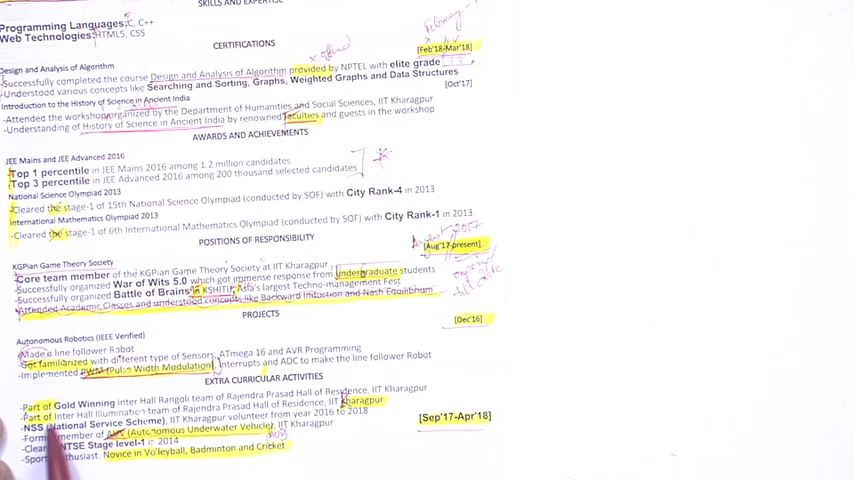 SKILLS AND EXPERTISE
Programming Languages: C, C++
Web Technologies: HTML5, CSS
February -
CERTIFICATIONS
x offered
[Feb'18-Mar'18]
Design and Analysis of Algorithm
-Successfully completed the course Design and Analysis of Algorithm provided by NPTEL with elite grade
-Understood various concepts like Searching and Sorting, Graphs, Weighted Graphs and Data Structures
Introduction to the History of Science in Ancient India [Oct'17]
-Attended the workshop organized by the Department of Humanities and Social Sciences, IIT Kharagpur
-Understanding of History of Science in Ancient India by renowned faculties and guests in the workshop
AWARDS AND ACHIEVEMENTS
JEE Mains and JEE Advanced 2016
-Top 1 percentile in JEE Mains 2016 among 1.2 million candidates
-Top 3 percentile in JEE Advanced 2016 among 200 thousand selected candidates
National Science Olympiad 2013
-Cleared the stage-1 of 15th National Science Olympiad (conducted by SOF) with City Rank-4 in 2013
International Mathematics Olympiad 2013
-Cleared the stage-1 of 6th International Mathematics Olympiad (conducted by SOF) with City Rank-1 in 2013
August, 2017
POSITIONS OF RESPONSIBILITY
[Aug'17-present]
KGPian Game Theory Society
-Core team member of the KGPian Game Theory Society at IIT Kharagpur
-Successfully organized War of Wits 5.0 which got immense response from undergraduate students
-Successfully organized Battle of Brains in KSHITIJ, Asia's largest Techno-management Fest
-Attended Academic Classes and understood concepts like Backward Induction and Nash Equilibrium
till date
PROJECTS
[Dec'16]
Autonomous Robotics (IEEE Verified)
-Made a line follower Robot
-Got familiarized with different type of Sensors, ATmega 16 and AVR Programming
-Implemented PWM (Pulse Width Modulation), Interrupts and ADC to make the line follower Robot
EXTRA CURRICULAR ACTIVITIES
-Part of Gold Winning Inter Hall Rangoli team of Rajendra Prasad Hall of Residence, IIT Kharagpur
-Part of Inter Hall Illumination team of Rajendra Prasad Hall of Residence, IIT Kharagpur
-NSS (National Service Scheme), IIT Kharagpur volunteer from year 2016 to 2018
[Sep'17-Apr'18]
-Form member of AUV (Autonomous Underwater Vehicle), IIT Kharagpur
AUV
-Clea NTSE Stage level-1 in 2014
-Sport thusiast. Novice in Volleyball, Badminton and Cricket